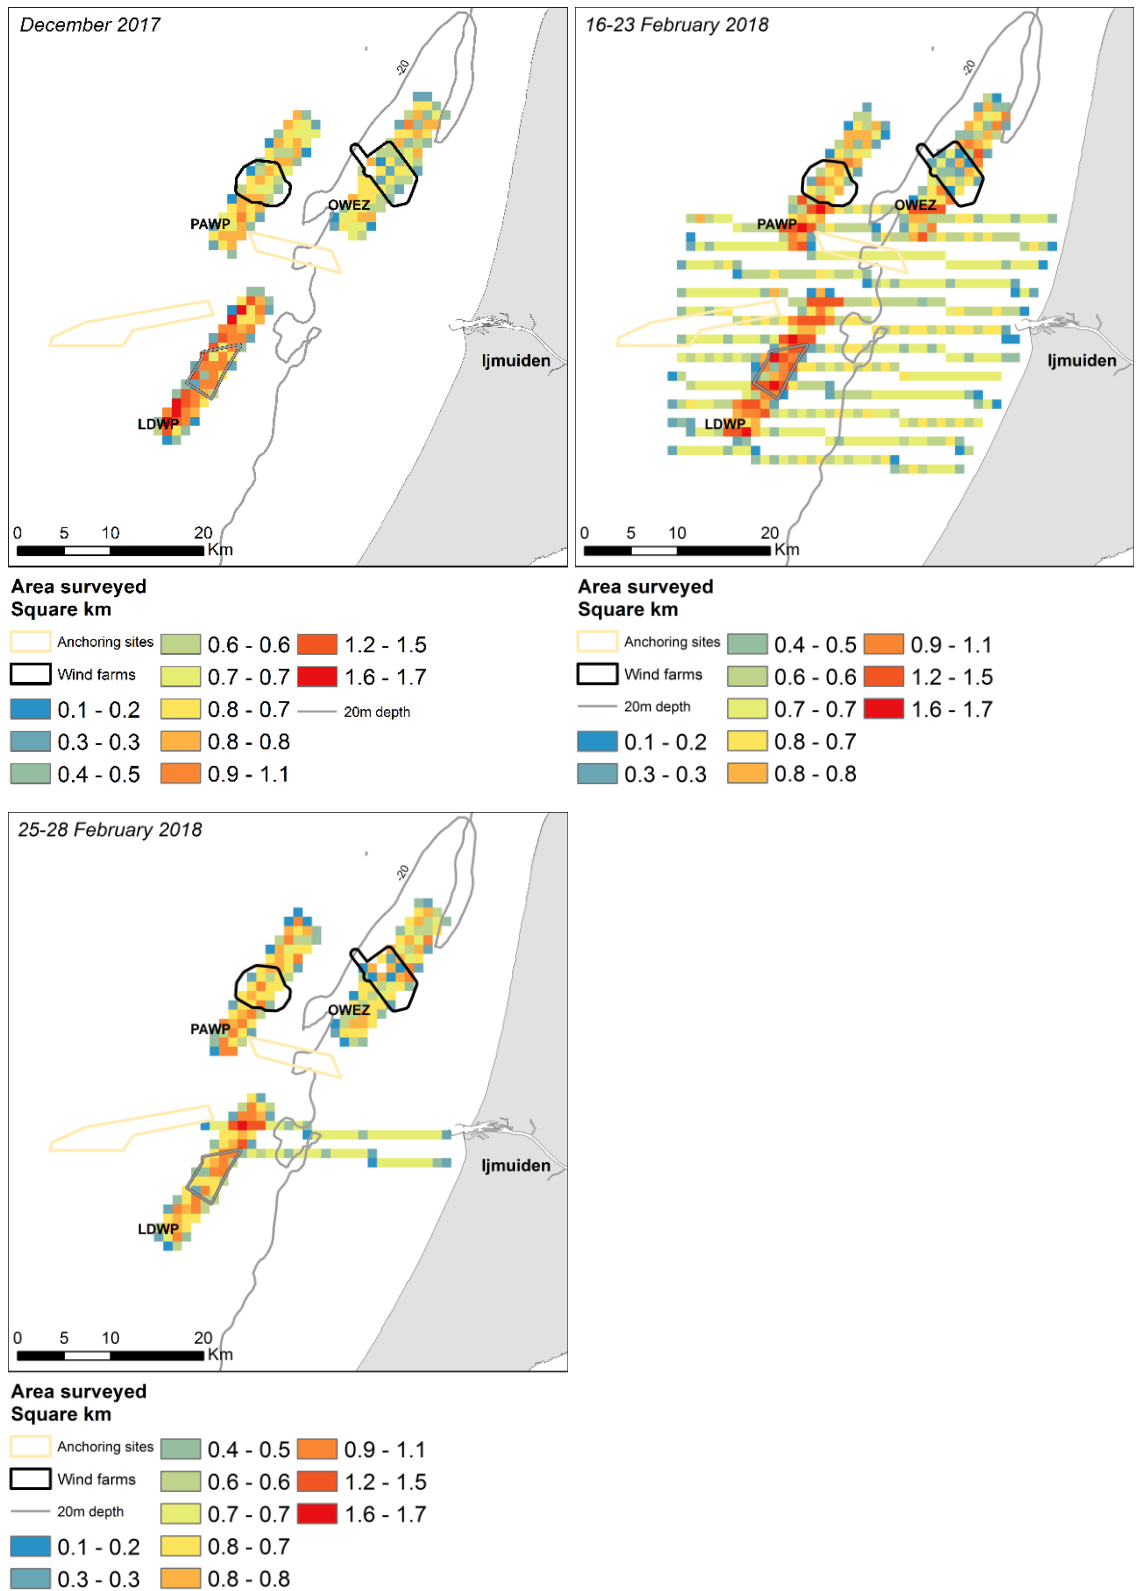 December 2017
-20
OWEZ
PAWP
Ijmuiden
LDWP
0 5 10 20
Km
Area surveyed
Square km
Anchoring sites
Wind farms
0.1 - 0.2
0.3 - 0.3
0.4 - 0.5
0.6 - 0.6
0.7 - 0.7
0.8 - 0.7
0.8 - 0.8
0.9 - 1.1
1.2 - 1.5
1.6 - 1.7
20m depth
16-23 February 2018
-20
OWEZ
PAWP
Ijmuiden
LDWP
0 5 10 20
Km
Area surveyed
Square km
Anchoring sites
Wind farms
20m depth
0.1 - 0.2
0.3 - 0.3
0.4 - 0.5
0.6 - 0.6
0.7 - 0.7
0.8 - 0.7
0.8 - 0.8
0.9 - 1.1
1.2 - 1.5
1.6 - 1.7
25-28 February 2018
-20
OWEZ
PAWP
Ijmuiden
LDWP
0 5 10 20
Km
Area surveyed
Square km
Anchoring sites
Wind farms
20m depth
0.1 - 0.2
0.3 - 0.3
0.4 - 0.5
0.6 - 0.6
0.7 - 0.7
0.8 - 0.7
0.8 - 0.8
0.9 - 1.1
1.2 - 1.5
1.6 - 1.7